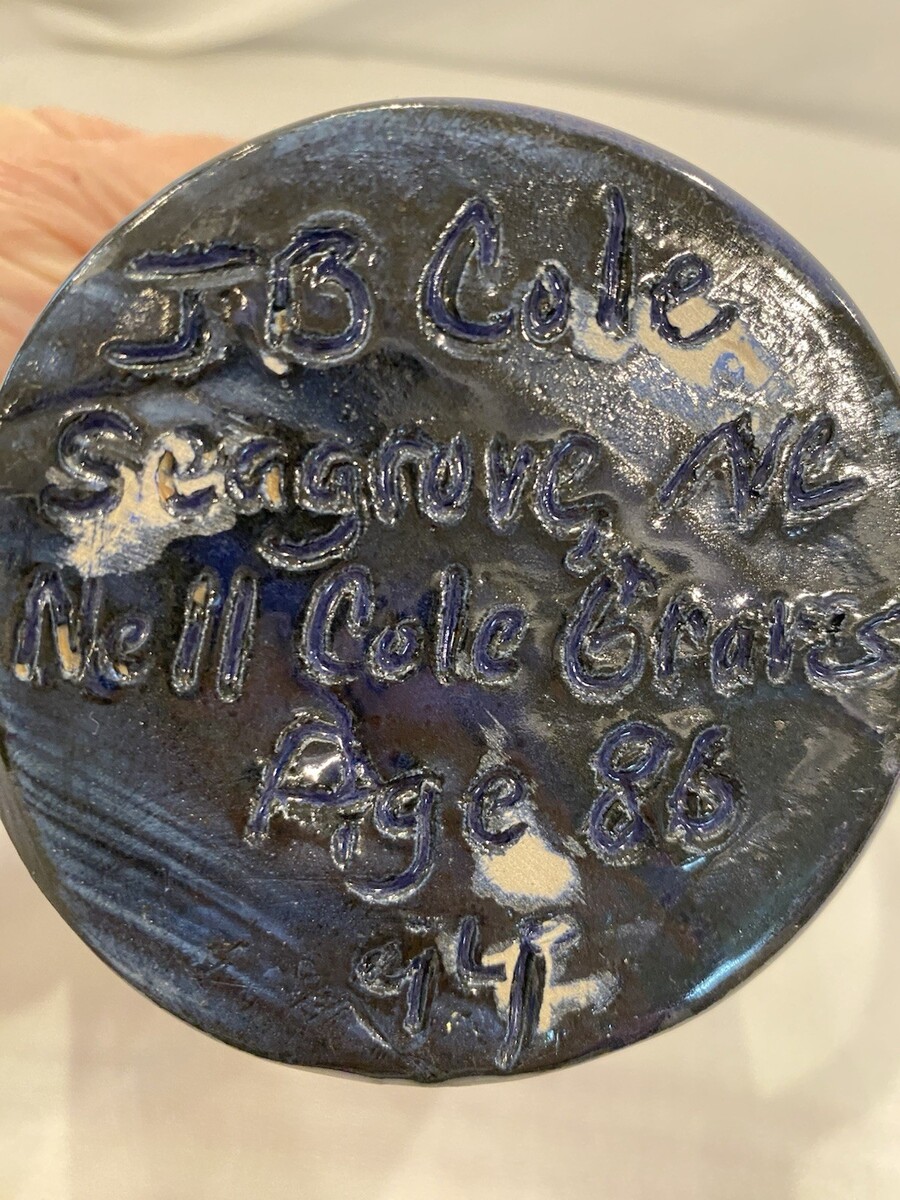 JB Cole
Seagrove, NC
Nell Cole Graves
Age 86
94